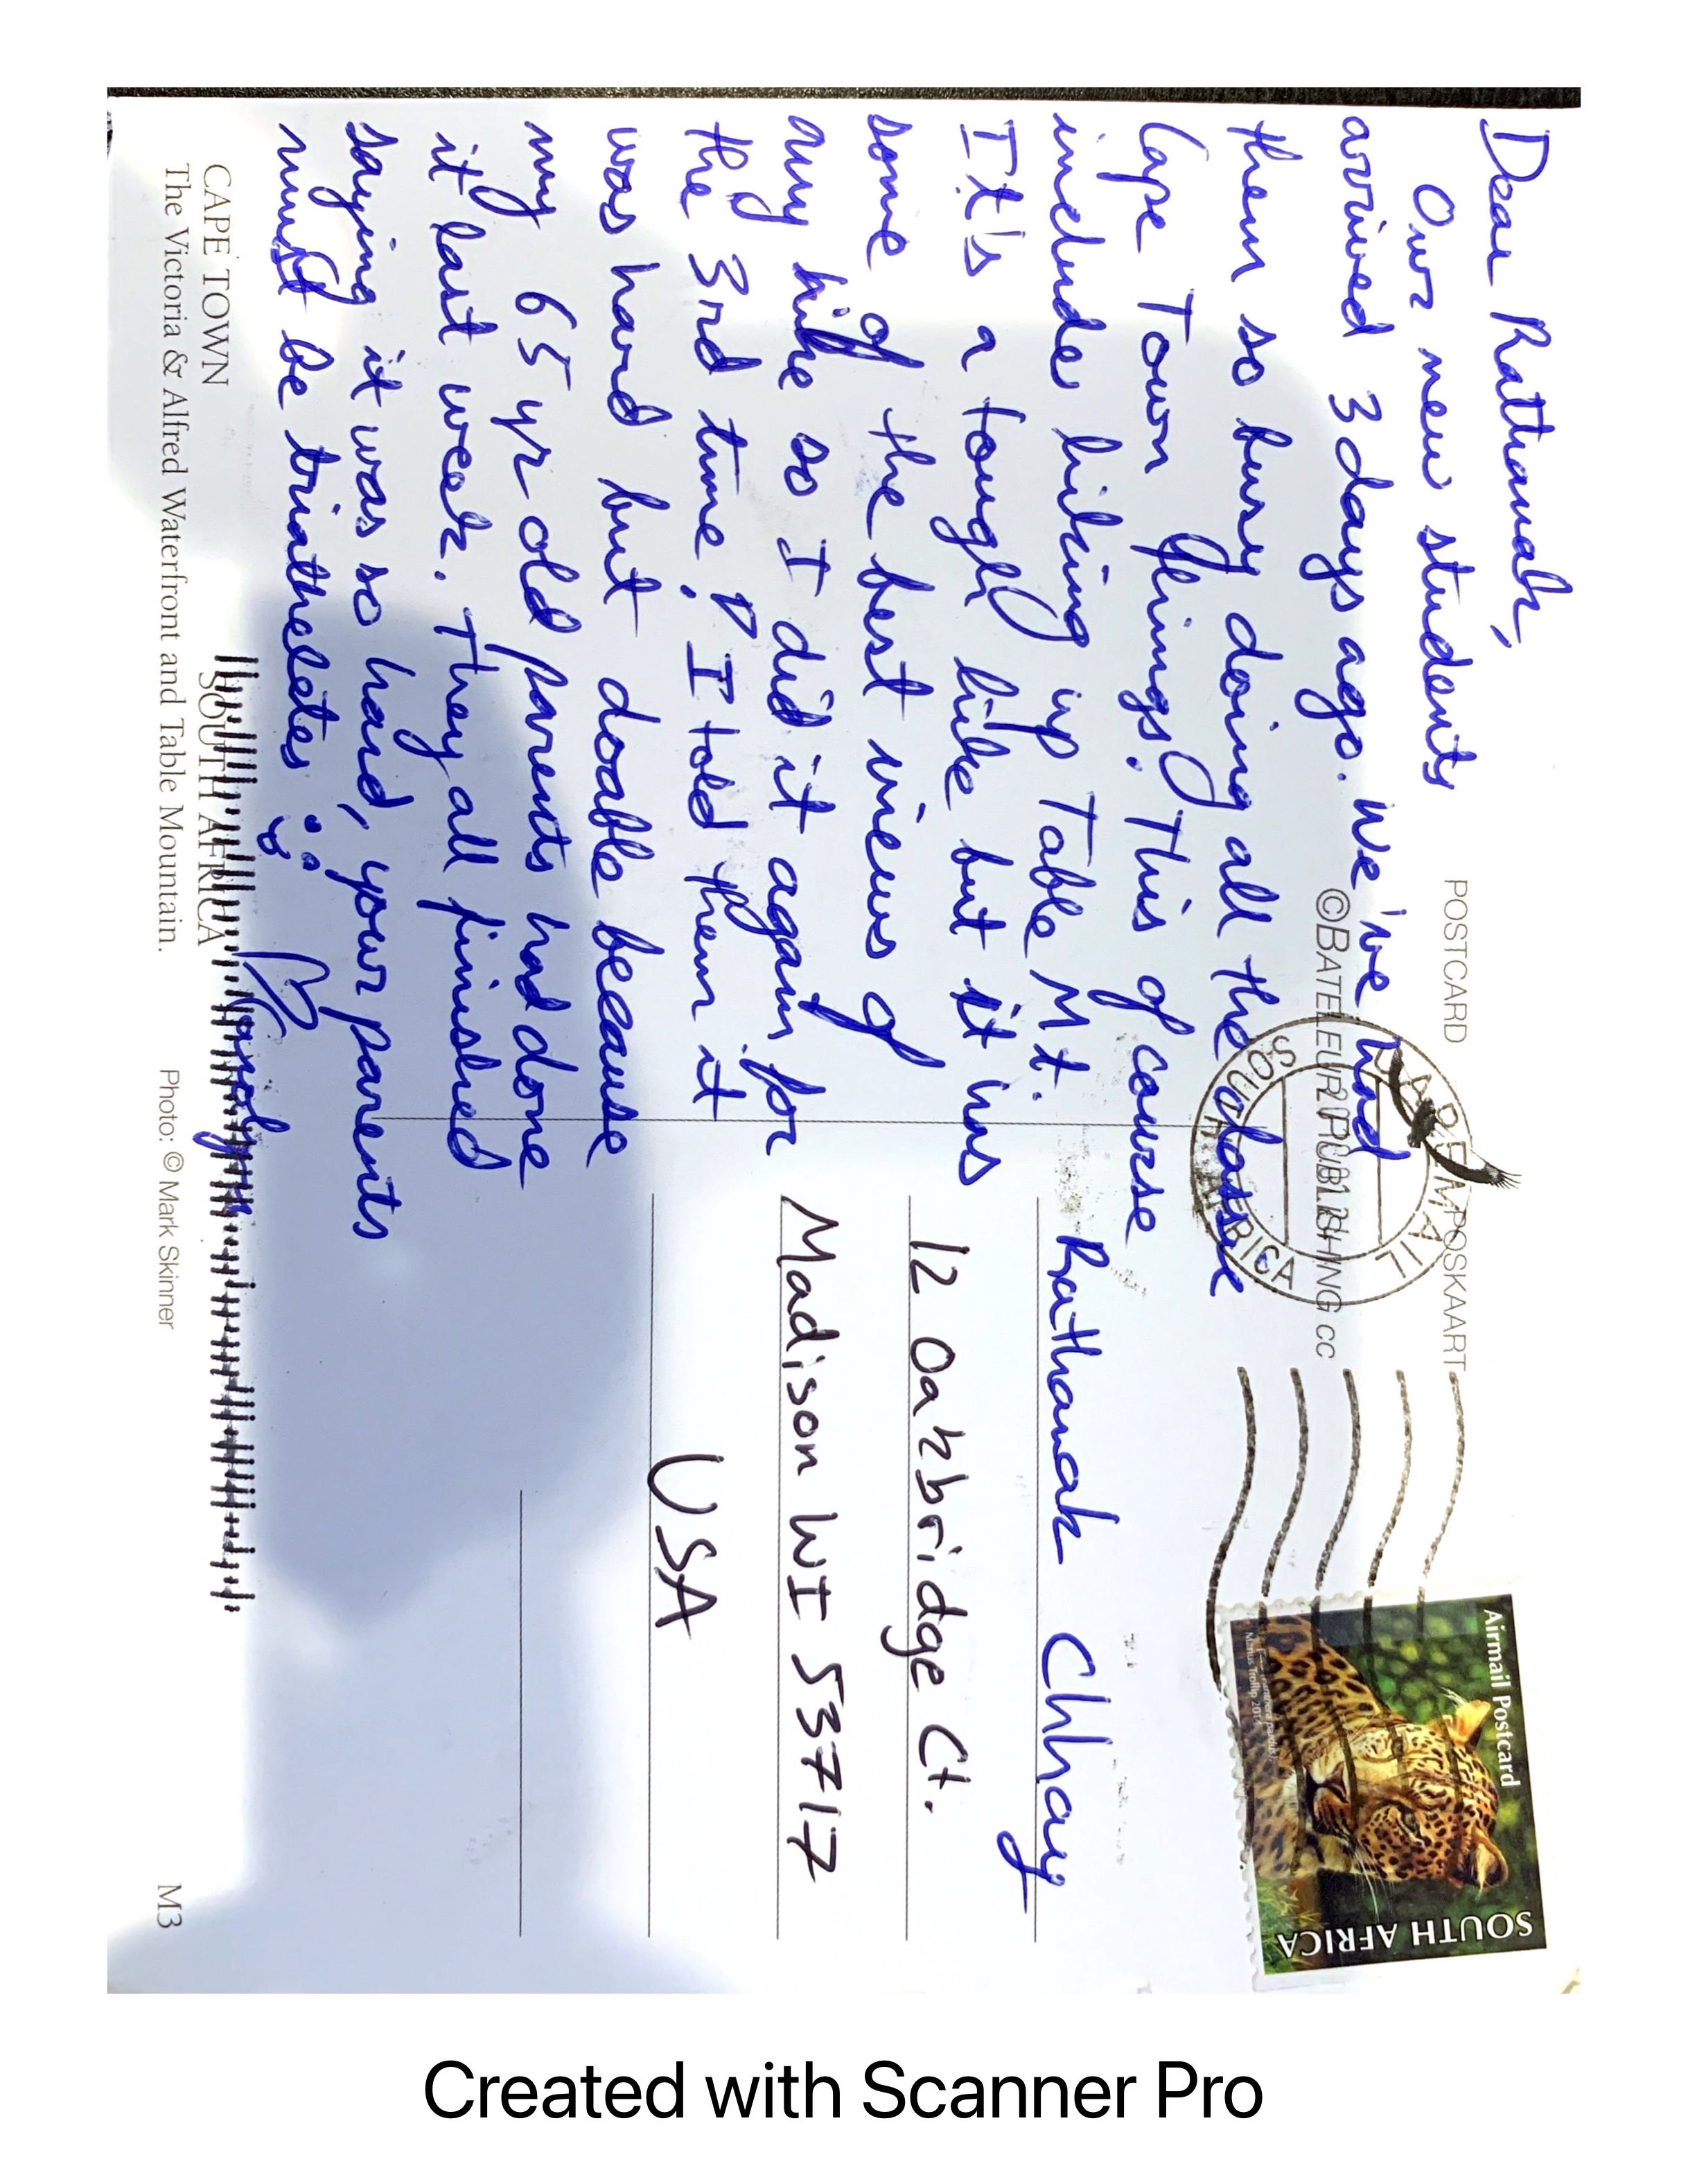 Dear Rathanak,
Our new students
arrived 3 days ago. We've had
them so busy doing all the classic
Cape Town things! This of course
includes hiking up Table Mt.
It's a tough hike but it has
some of the best views of
any hike so I did it again for
the 3rd time! I told them it
was hard but doable because
my 65 yr old parents had done
it last week. They all finished
saying it was so hard, your parents
must be triatheletes :)
POSTCARD
POSKAART
©BATELEUR PUBLISHING cc
CAPE MAIL
SOUTH AFRICA
Airmail Postcard
SOUTH AFRICA
Rathanak Chhay
12 Oakbridge Ct.
Madison WI 53717
USA
CAPE TOWN
SOUTH AFRICA
The Victoria & Alfred Waterfront and Table Mountain.
Photo: © Mark Skinner
M3
Created with Scanner Pro